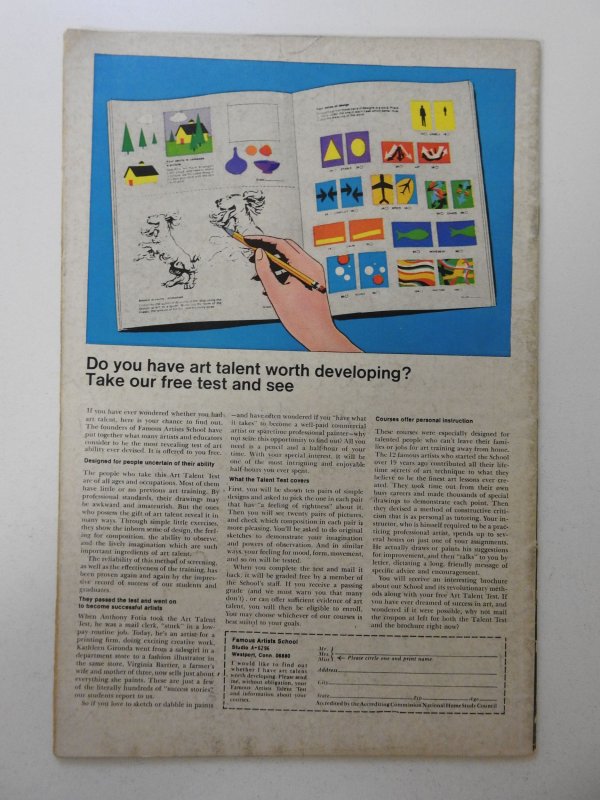 Do you have art talent worth developing?
Take our free test and see
If you have ever wondered whether you had
art talent, here is your chance to find out.
The founders of Famous Artists School have
put together what many artists and educators
consider to be the most revealing test of art
ability ever devised. It is offered to you free.
Designed for people uncertain of their ability
The people who take this Art Talent Test
are of all ages and occupations. Most of them
have little or no previous art training. By
professional standards, their drawings may
be awkward and amateurish. But the ones
who possess the gift of art talent reveal it in
many ways. Through simple little exercises,
they show the inborn sense of design, the feel-
ing for composition, the ability to observe,
and the lively imagination which are such
important ingredients of art talent.
The reliability of this method of screening,
as well as the effectiveness of the training, has
been proven again and again by the impres-
sive record of success of our students and
graduates.
They passed the test and went on
to become successful artists
When Anthony Fotia took the Art Talent
Test, he was a mail clerk, "stuck" in a low-
pay routine job. Today, he's an artist for a
printing firm, doing exciting creative work.
Kathleen Gironda went from a salesgirl in a
department store to a fashion illustrator in
the same store. Virginia Bartter, a farmer's
wife and mother of three, now sells just about
everything she paints. These are just a few
of the literally hundreds of "success stories"
our students report to us.
So if you love to sketch or dabble in paints
—and have often wondered if you "have what
it takes" to become a well-paid commercial
artist or sparetime professional painter—why
not seize this opportunity to find out? All you
need is a pencil and a half-hour of your
time. With your special interest, it will be
one of the most intriguing and enjoyable
half-hours you ever spent.
What the Talent Test covers
First, you will be shown ten pairs of simple
designs and asked to pick the one in each pair
that has "a feeling of rightness" about it.
Then you will see twenty pairs of pictures,
and check which composition in each pair is
more pleasing. You'll be asked to do original
sketches to demonstrate your imagination
and powers of observation. And in similar
ways, your feeling for mood, form, movement,
and so on will be tested.
When you complete the test and mail it
back, it will be graded free by a member of
the School's staff. If you receive a passing
grade (and we must warn you that many
don't), or can offer sufficient evidence of art
talent, you will then be eligible to enroll.
You may choose whichever of our courses is
best suited to your goals.
Courses offer personal instruction
These courses were especially designed for
talented people who can't leave their fami-
lies or jobs for art training away from home.
The 12 famous artists who started the School
over 19 years ago contributed all their life-
time secrets of art technique to what they
believe to be the finest art lessons ever cre-
ated. They took time out from their own
busy careers and made thousands of special
drawings to demonstrate each point. Then
they devised a method of constructive criti-
cism that is as personal as tutoring. Your in-
structor, who is himself required to be a prac-
ticing professional artist, spends up to sev-
eral hours on just one of your assignments.
He actually draws or paints his suggestions
for improvement, and then "talks" to you by
letter, dictating a long, friendly message of
specific advice and encouragement.
You will receive an interesting brochure
about our School and its revolutionary meth-
ods along with your free Art Talent Test. If
you have ever dreamed of success in art, and
wondered if it were possible, why not mail
the coupon at left for both the Talent Test
and the brochure right now?
Famous Artists School
Studio A-6296
Westport, Conn. 06880
I would like to find out
whether I have art talent
worth developing. Please send
me, without obligation, your
Famous Artists Talent Test
and information about your
courses.
Mr.
Mrs.
Miss
Please circle one and print name
Address
City
State Zip Age
Accredited by the Accrediting Commission National Home Study Council